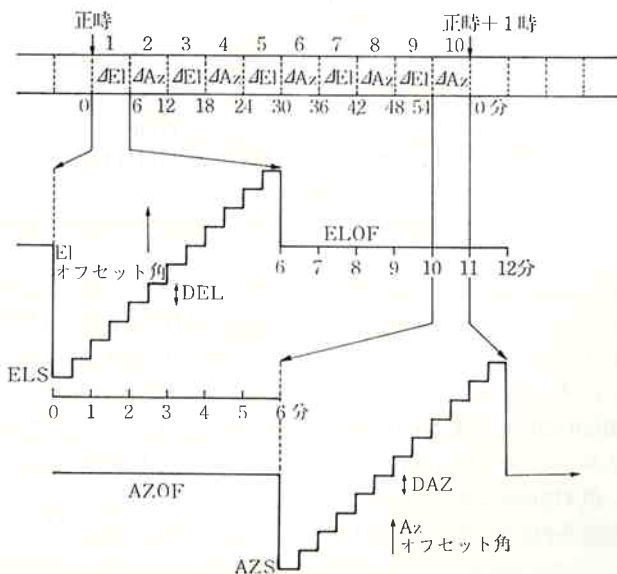 正時
正時+1時
1 2 3 4 5 6 7 8 9 10
ΔEl ΔAz ΔEl ΔAz ΔEl ΔAz ΔEl ΔAz ΔEl ΔAz
0 6 12 18 24 30 36 42 48 54 0分
El
オフセット角
DEL
ELOF
6 7 8 9 10 11 12分
ELS
0 1 2 3 4 5 6分
AZOF
DAZ
Az
オフセット角
AZS